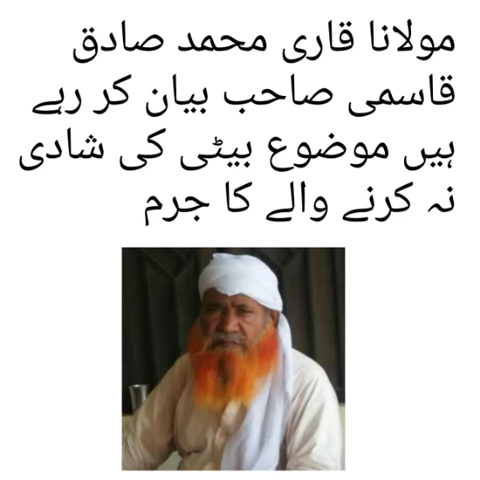 مولانا قاری محمد صادق
قاسمی صاحب بیان کر رہے
ہیں موضوع بیٹی کی شادی
نہ کرنے والے کا جرم